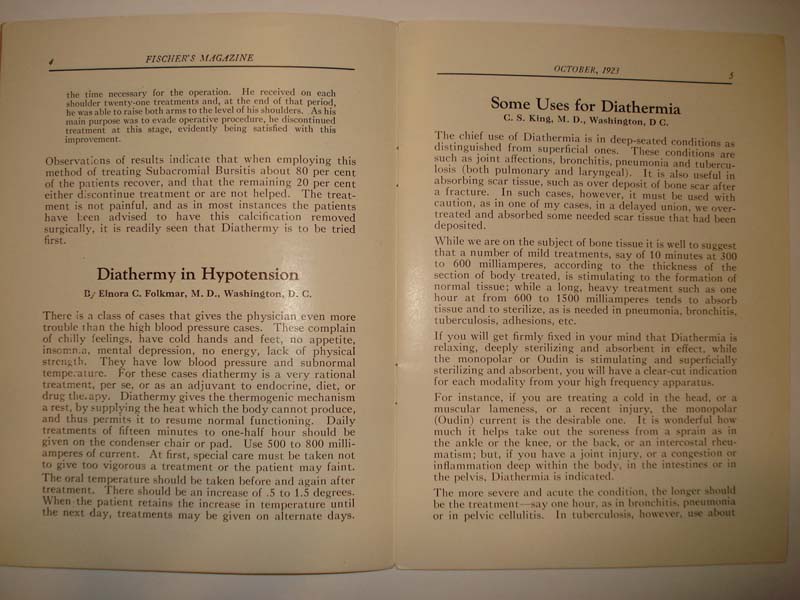 4
FISCHER'S MAGAZINE
the time necessary for the operation. He received on each
shoulder twenty-one treatments and, at the end of that period,
he was able to raise both arms to the level of his shoulders. As his
main purpose was to evade operative procedure, he discontinued
treatment at this stage, evidently being satisfied with this
improvement.
Observations of results indicate that when employing this
method of treating Subacromial Bursitis about 80 per cent
of the patients recover, and that the remaining 20 per cent
either discontinue treatment or are not helped. The treat-
ment is not painful, and as in most instances the patients
have been advised to have this calcification removed
surgically, it is readily seen that Diathermy is to be tried
first.
Diathermy in Hypotension
By Elnora C. Folkmar, M. D., Washington, D. C.
There is a class of cases that gives the physician even more
trouble than the high blood pressure cases. These complain
of chilly feelings, have cold hands and feet, no appetite,
insomnia, mental depression, no energy, lack of physical
strength. They have low blood pressure and subnormal
temperature. For these cases diathermy is a very rational
treatment, per se, or as an adjuvant to endocrine, diet, or
drug therapy. Diathermy gives the thermogenic mechanism
a rest, by supplying the heat which the body cannot produce,
and thus permits it to resume normal functioning. Daily
treatments of fifteen minutes to one-half hour should be
given on the condenser chair or pad. Use 500 to 800 milli-
amperes of current. At first, special care must be taken not
to give too vigorous a treatment or the patient may faint.
The oral temperature should be taken before and again after
treatment. There should be an increase of .5 to 1.5 degrees.
When the patient retains the increase in temperature until
the next day, treatments may be given on alternate days.
OCTOBER, 1923
5
Some Uses for Diathermia
C. S. King, M. D., Washington, D C.
The chief use of Diathermia is in deep-seated conditions as
distinguished from superficial ones. These conditions are
such as joint affections, bronchitis, pneumonia and tubercu-
losis (both pulmonary and laryngeal). It is also useful in
absorbing scar tissue, such as over deposit of bone scar after
a fracture. In such cases, however, it must be used with
caution, as in one of my cases, in a delayed union, we over-
treated and absorbed some needed scar tissue that had been
deposited.
While we are on the subject of bone tissue it is well to suggest
that a number of mild treatments, say of 10 minutes at 300
to 600 milliamperes, according to the thickness of the
section of body treated, is stimulating to the formation of
normal tissue; while a long, heavy treatment such as one
hour at from 600 to 1500 milliamperes tends to absorb
tissue and to sterilize, as is needed in pneumonia, bronchitis,
tuberculosis, adhesions, etc.
If you will get firmly fixed in your mind that Diathermia is
relaxing, deeply sterilizing and absorbent in effect, while
the monopolar or Oudin is stimulating and superficially
sterilizing and absorbent, you will have a clear-cut indication
for each modality from your high frequency apparatus.
For instance, if you are treating a cold in the head, or a
muscular lameness, or a recent injury, the monopolar
(Oudin) current is the desirable one. It is wonderful how
much it helps take out the soreness from a sprain as in
the ankle or the knee, or the back, or an intercostal rheu-
matism; but, if you have a joint injury, or a congestion or
inflammation deep within the body, in the intestines or in
the pelvis, Diathermia is indicated.
The more severe and acute the condition, the longer should
be the treatment—say one hour, as in bronchitis, pneumonia
or in pelvic cellulitis. In tuberculosis, however, use about